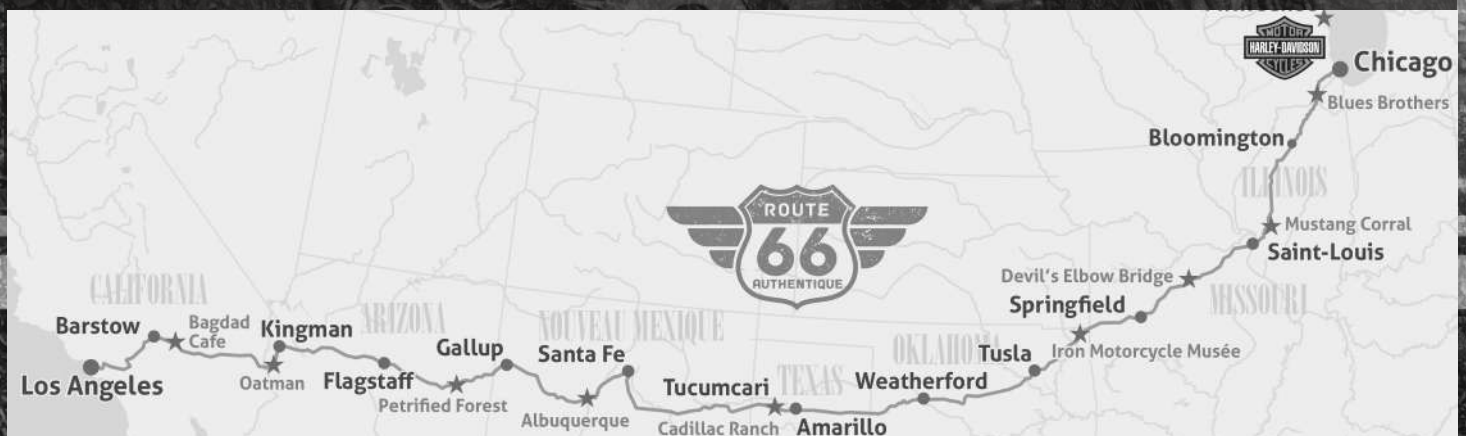 MOTOR
HARLEY-DAVIDSON
CYCLES
Chicago
Blues Brothers
Bloomington
ILLINOIS
Mustang Corral
Saint-Louis
Devil's Elbow Bridge
MISSOURI
Springfield
Iron Motorcycle Musée
Tusla
OKLAHOMA
Weatherford
TEXAS
Amarillo
Tucumcari
Cadillac Ranch
ROUTE
66
AUTHENTIQUE
NOUVEAU MEXIQUE
Santa Fe
Albuquerque
Gallup
Petrified Forest
ARIZONA
Flagstaff
Kingman
Oatman
CALIFORNIA
Bagdad
Cafe
Barstow
Los Angeles